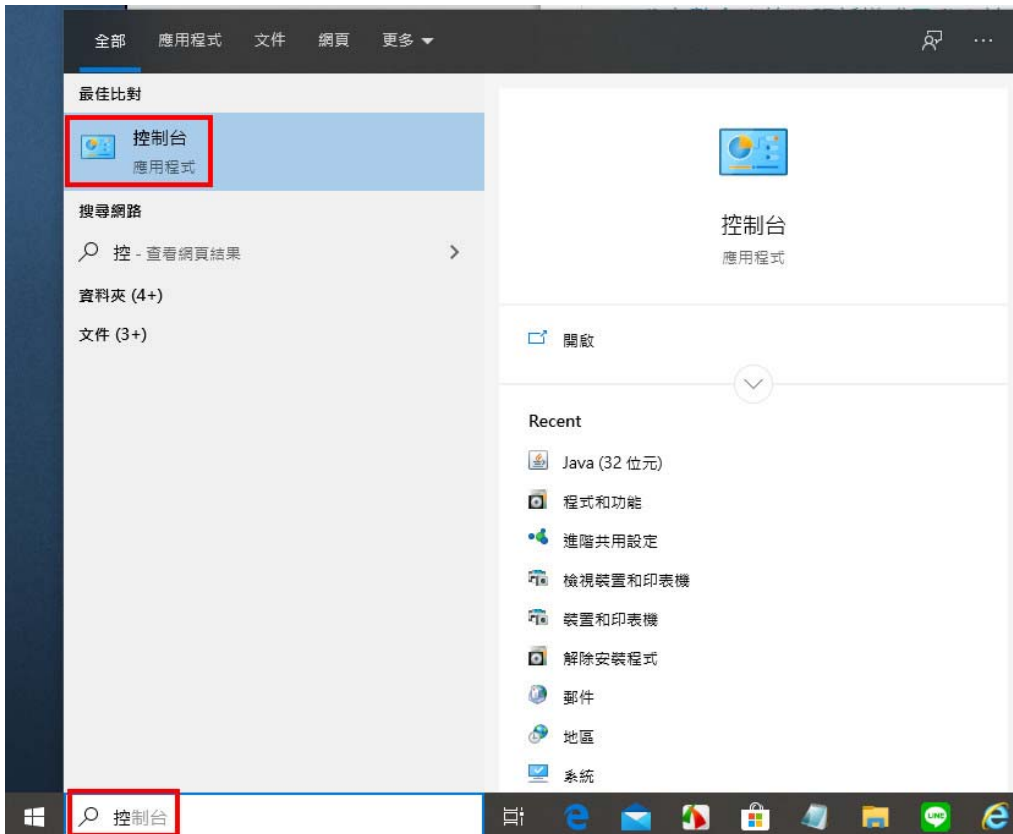 全部 應用程式 文件 網頁 更多
最佳比對
控制台
應用程式
搜尋網路
控 - 查看網頁結果
資料夾 (4+)
文件 (3+)
控制台
應用程式
開啟
Recent
Java (32 位元)
程式和功能
進階共用設定
檢視裝置和印表機
裝置和印表機
解除安裝程式
郵件
地區
系統
控制台
LINE